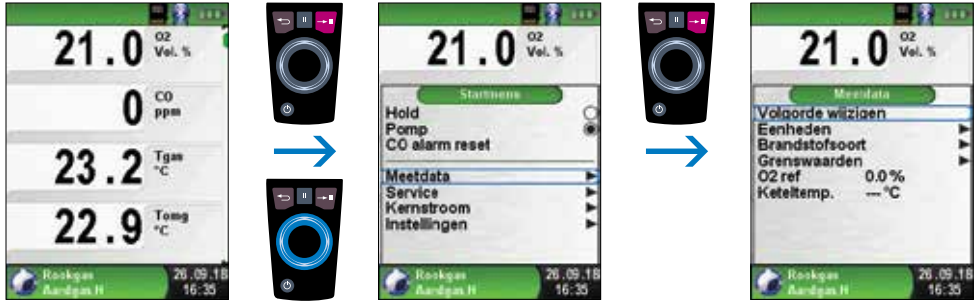 21.0 O2 Vol. %
0 CO ppm
23.2 Tgas °C
22.9 Tomg °C
Rookgas 26.09.18
Aardgas H 16:35
21.0 O2 Vol. %
Startmenu
Hold
Pomp
CO alarm reset
Meetdata
Service
Kernstroom
Instellingen
Rookgas 26.09.18
Aardgas H 16:35
21.0 O2 Vol. %
Meetdata
Volgorde wijzigen
Eenheden
Brandstofsoort
Grenswaarden
O2 ref 0.0 %
Keteltemp. --- °C
Rookgas 26.09.18
Aardgas H 16:35